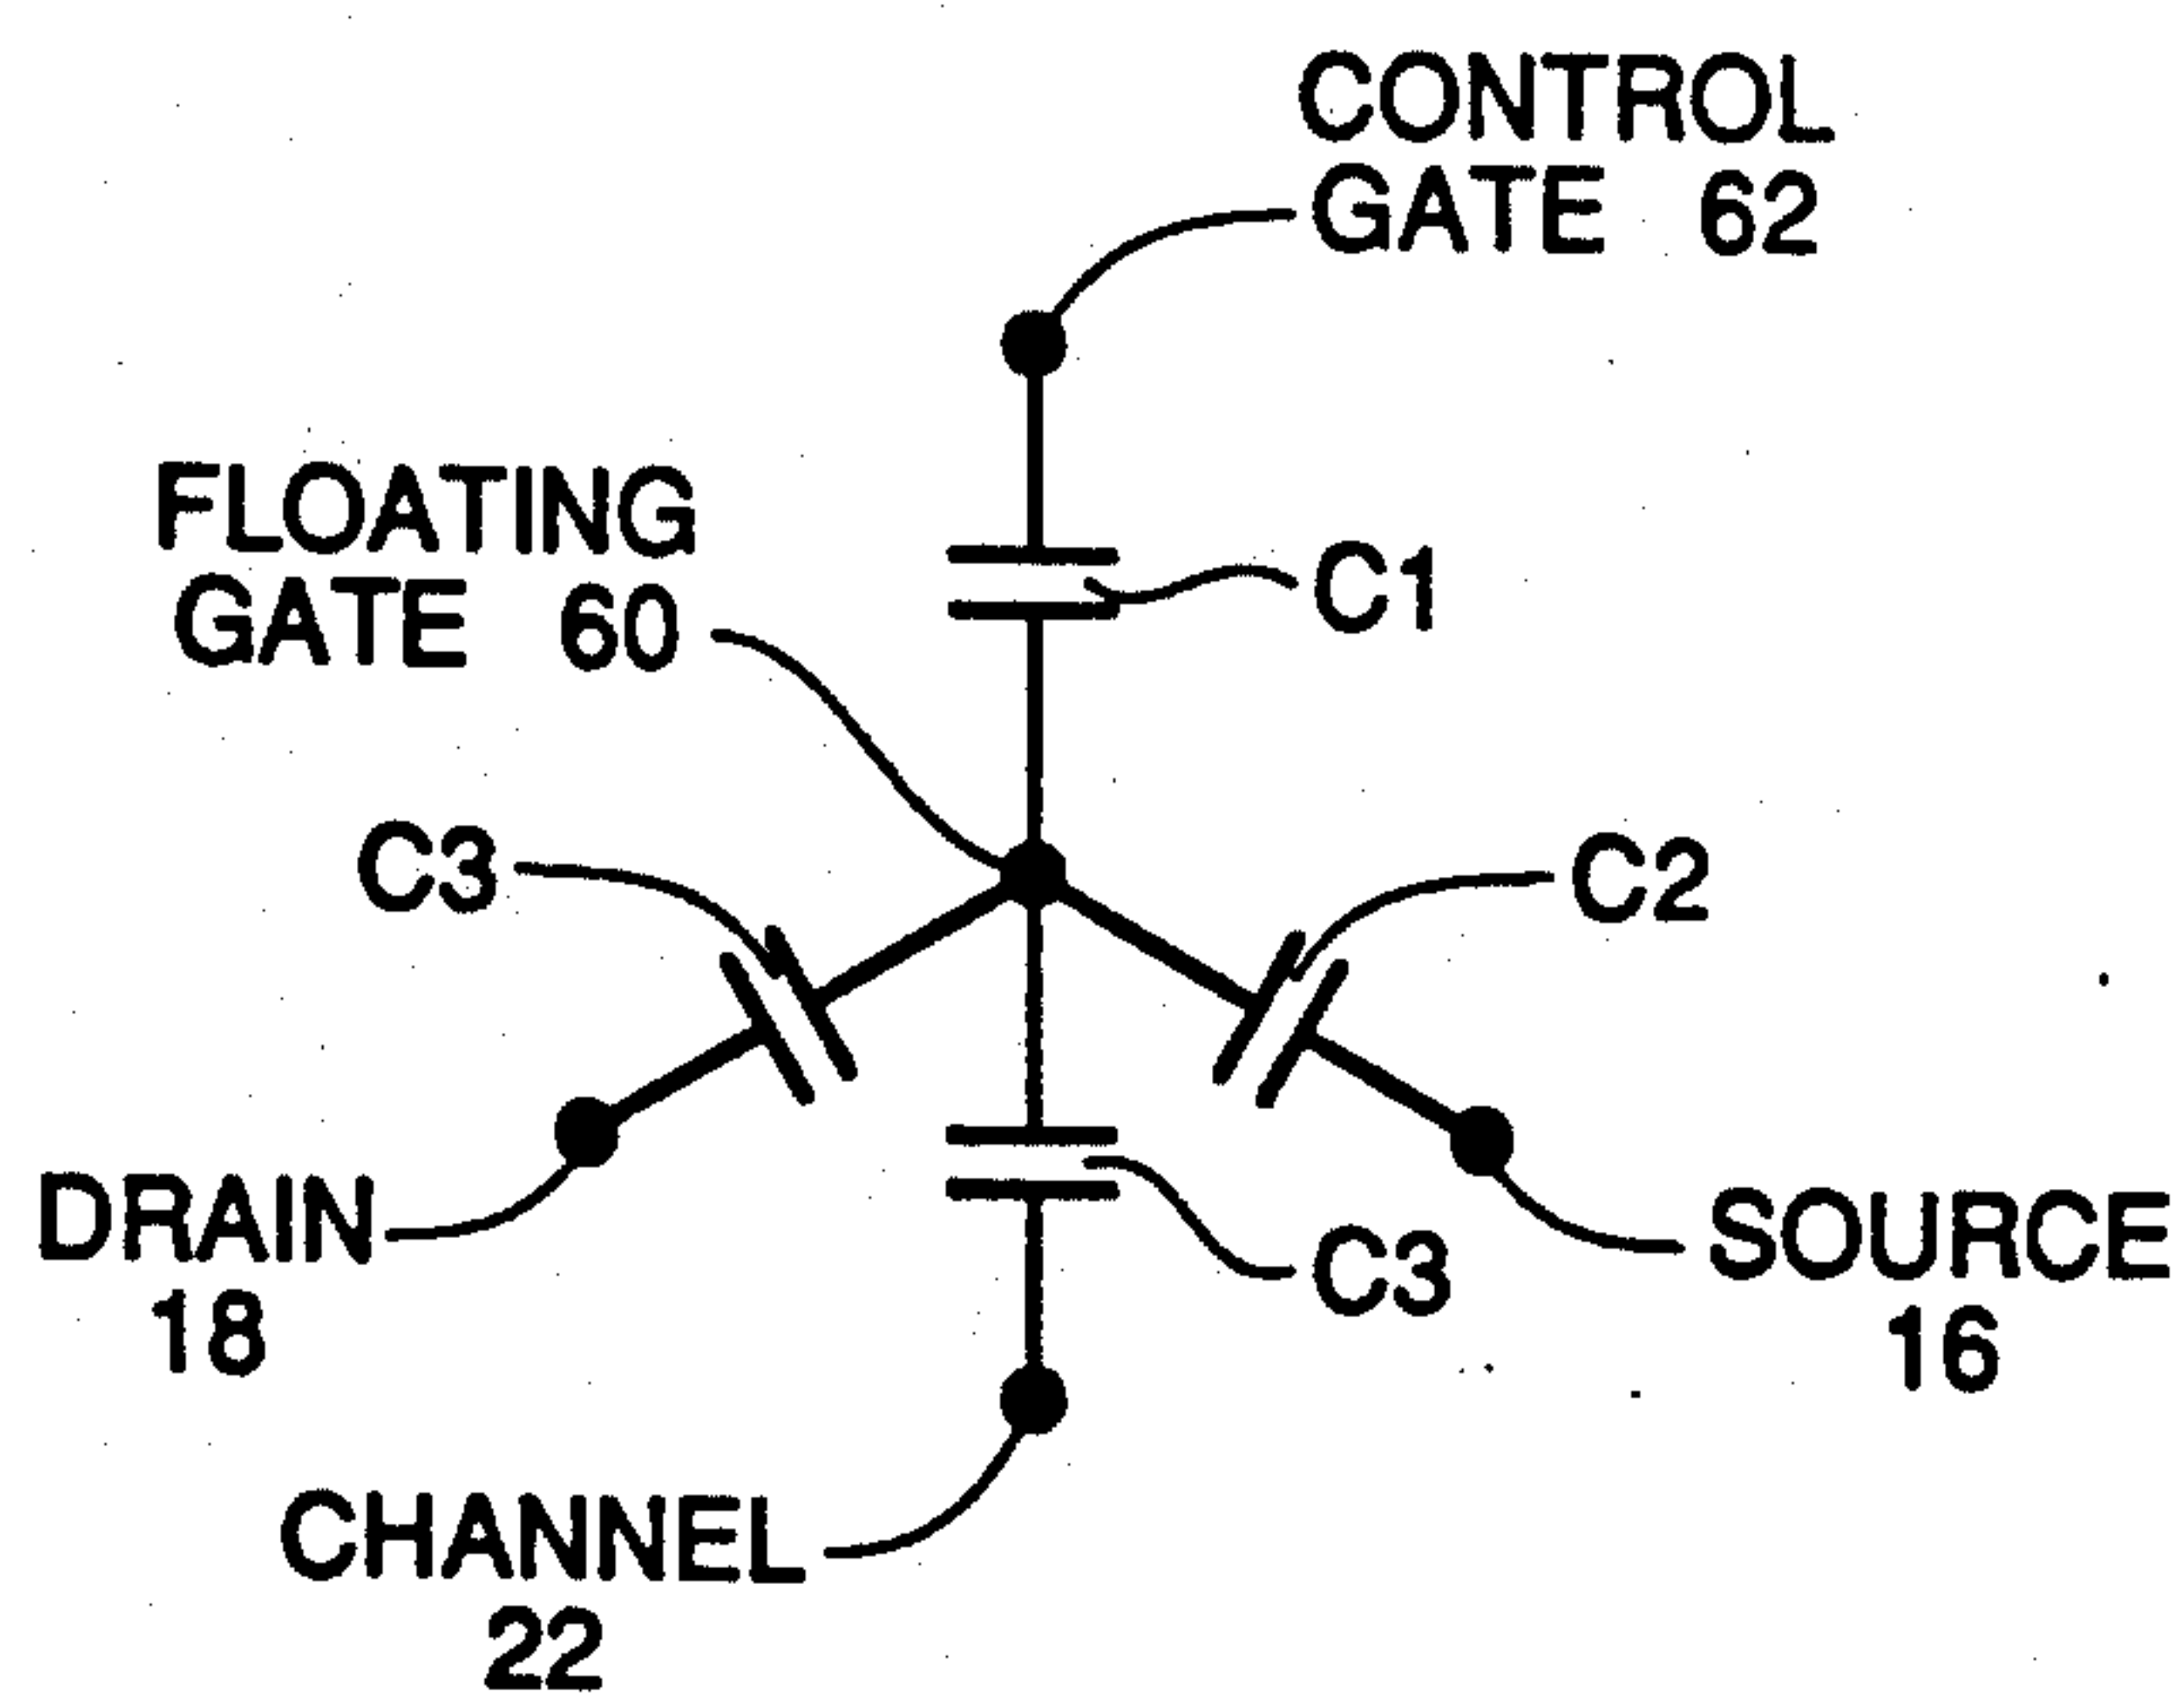 CONTROL
GATE 62
FLOATING
GATE 60
C1
C3
C2
DRAIN
18
C3
SOURCE
16
CHANNEL
22